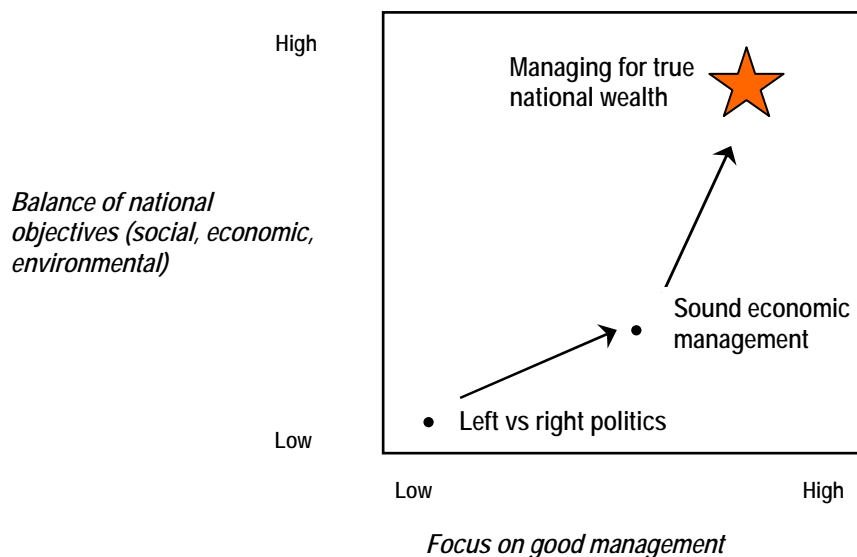 High
Managing for true
national wealth
Balance of national
objectives (social, economic,
environmental)
Sound economic
management
Left vs right politics
Low
Low
High
Focus on good management